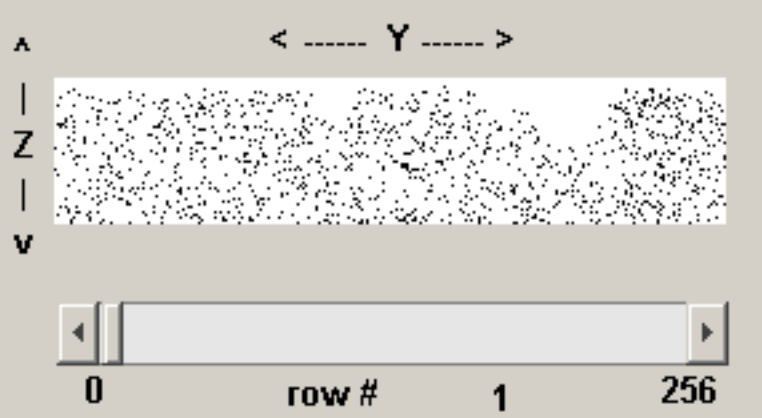 ^
< ------ Y ------ >
|
Z
|
v
0 row # 1 256